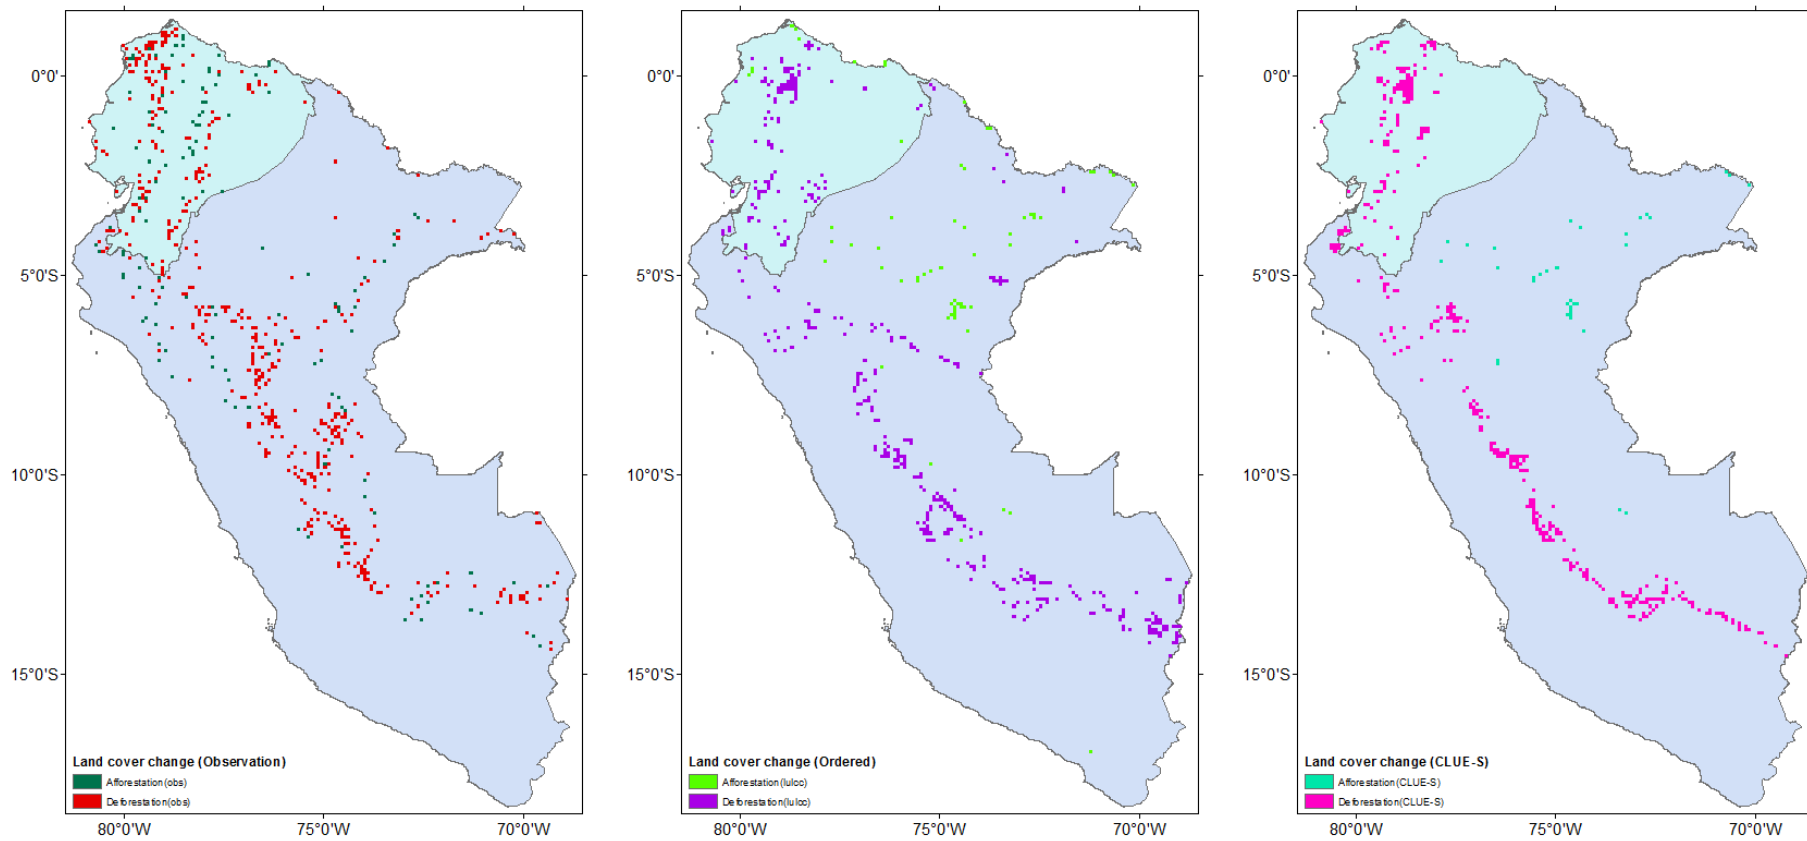 0°0'
5°0'S
10°0'S
15°0'S
80°0'W
75°0'W
70°0'W
Land cover change (Observation)
Afforestation(obs)
Deforestation(obs)
0°0'
5°0'S
10°0'S
15°0'S
80°0'W
75°0'W
70°0'W
Land cover change (Ordered)
Afforestation(lulcc)
Deforestation(lulcc)
0°0'
5°0'S
10°0'S
15°0'S
80°0'W
75°0'W
70°0'W
Land cover change (CLUE-S)
Afforestation(CLUE-S)
Deforestation(CLUE-S)